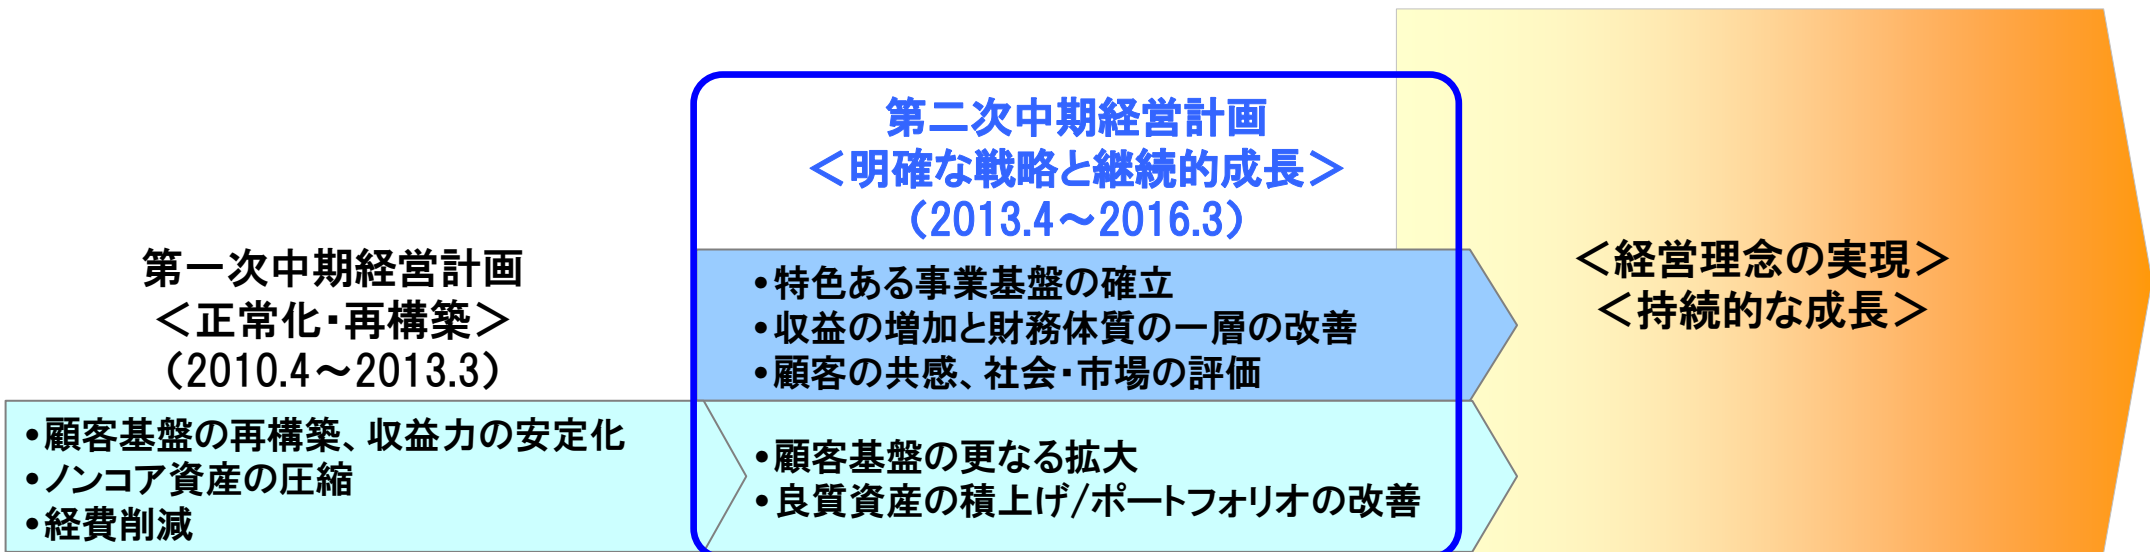 第一次中期経営計画
＜正常化・再構築＞
（2010.4～2013.3）
•顧客基盤の再構築、収益力の安定化
•ノンコア資産の圧縮
•経費削減
第二次中期経営計画
＜明確な戦略と継続的成長＞
（2013.4～2016.3）
•特色ある事業基盤の確立
•収益の増加と財務体質の一層の改善
•顧客の共感、社会・市場の評価
•顧客基盤の更なる拡大
•良質資産の積上げ/ポートフォリオの改善
＜経営理念の実現＞
＜持続的な成長＞